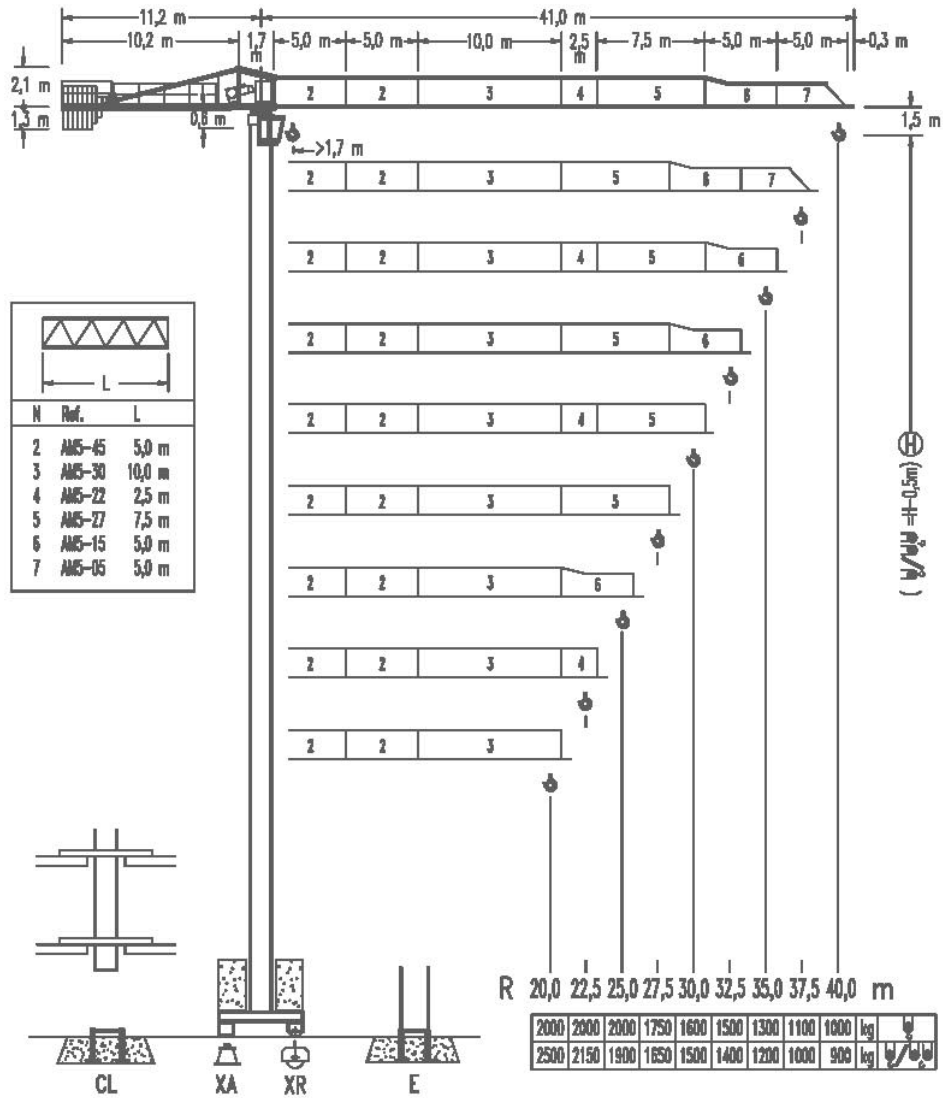 11,2 m 41,0 m
10,2 m 1,7 m 5,0 m 5,0 m 10,0 m 2,5 m 7,5 m 5,0 m 5,0 m 0,3 m
2,1 m
2 2 3 4 5 6 7
1,3 m 0,6 m 1,5 m
>1,7 m
2 2 3 5 6 7
2 2 3 4 5 6
2 2 3 5 6
L
N Ref. L
2 AM5-45 5,0 m
3 AM5-30 10,0 m
4 AM5-22 2,5 m
5 AM5-27 7,5 m
6 AM5-15 5,0 m
7 AM5-05 5,0 m
2 2 3 4 5
H
( / =H-0,5m)
2 2 3 5
2 2 3 6
2 2 3 4
2 2 3
R 20,0 22,5 25,0 27,5 30,0 32,5 35,0 37,5 40,0 m
2000 2000 2000 1750 1600 1500 1300 1100 1000 kg
2500 2150 1900 1650 1500 1400 1200 1000 900 kg
CL XA XR E